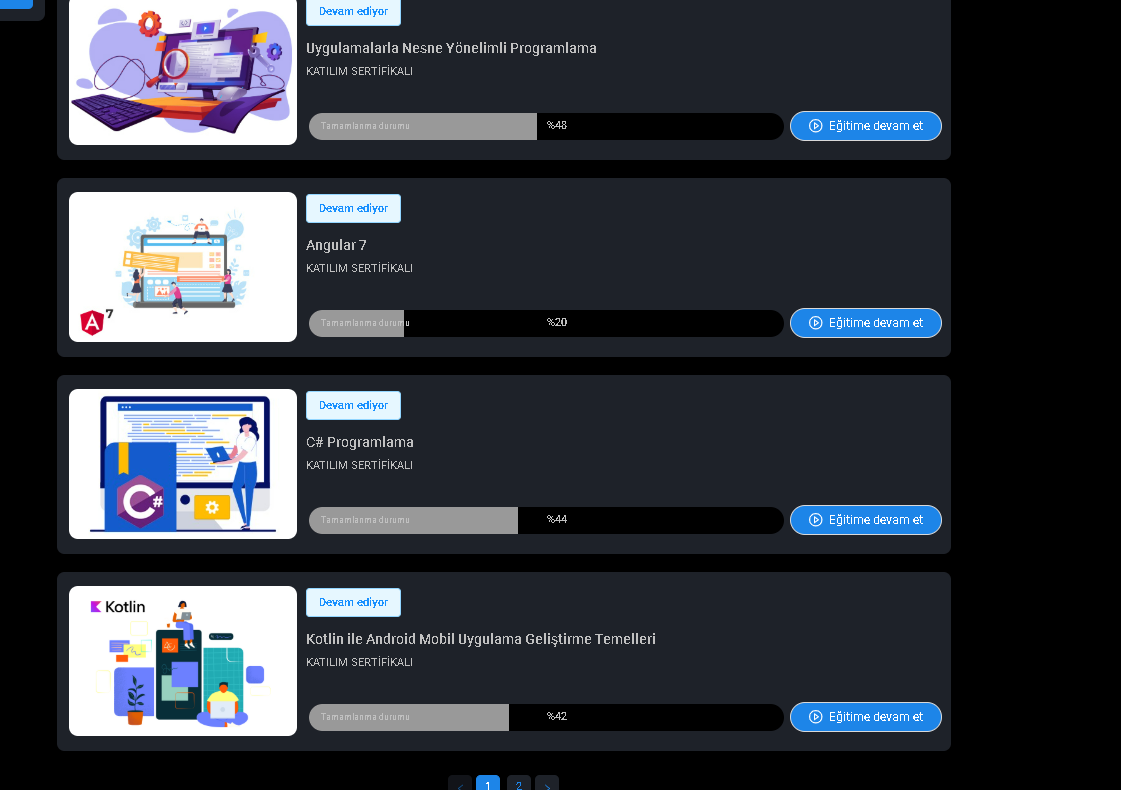 Devam ediyor
Uygulamalarla Nesne Yönelimli Programlama
KATILIM SERTİFİKALI
Tamamlanma durumu %48
Eğitime devam et
Devam ediyor
Angular 7
KATILIM SERTİFİKALI
7
A
Tamamlanma durumu %20
Eğitime devam et
Devam ediyor
C# Programlama
KATILIM SERTİFİKALI
C#
Tamamlanma durumu %44
Eğitime devam et
Kotlin
Devam ediyor
Kotlin ile Android Mobil Uygulama Geliştirme Temelleri
KATILIM SERTİFİKALI
Tamamlanma durumu %42
Eğitime devam et
< 1 2 >